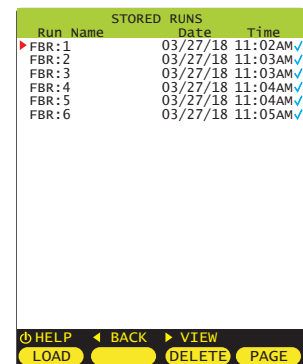 STORED RUNS
Run Name Date Time
FBR:1 03/27/18 11:02AM✓
FBR:2 03/27/18 11:03AM✓
FBR:3 03/27/18 11:03AM✓
FBR:4 03/27/18 11:04AM✓
FBR:5 03/27/18 11:04AM✓
FBR:6 03/27/18 11:05AM✓
HELP ◀ BACK ▶ VIEW
LOAD DELETE PAGE